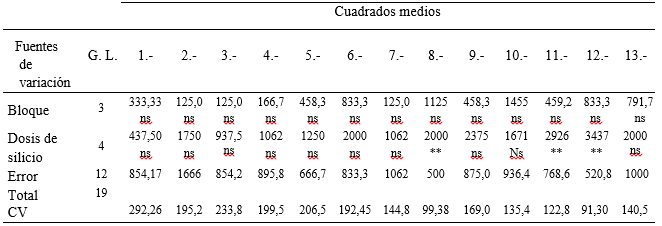 Cuadrados medios
Fuentes de variación G. L. 1.- 2.- 3.- 4.- 5.- 6.- 7.- 8.- 9.- 10.- 11.- 12.- 13.-
Bloque 3 333,33 125,0 125,0 166,7 458,3 833,3 125,0 1125 458,3 1455 459,2 833,3 791,7
ns ns ns ns ns ns ns ns ns ns ns ns ns
Dosis de silicio 4 437,50 1750 937,5 1062 1250 2000 1062 2000 2375 1671 2926 3437 2000
ns ns ns ns ns ns ns ** ns Ns ** ** ns
Error 12 854,17 1666 854,2 895,8 666,7 833,3 1062 500 875,0 936,4 768,6 520,8 1000
Total 19
CV 292,26 195,2 233,8 199,5 206,5 192,45 144,8 99,38 169,0 135,4 122,8 91,30 140,5